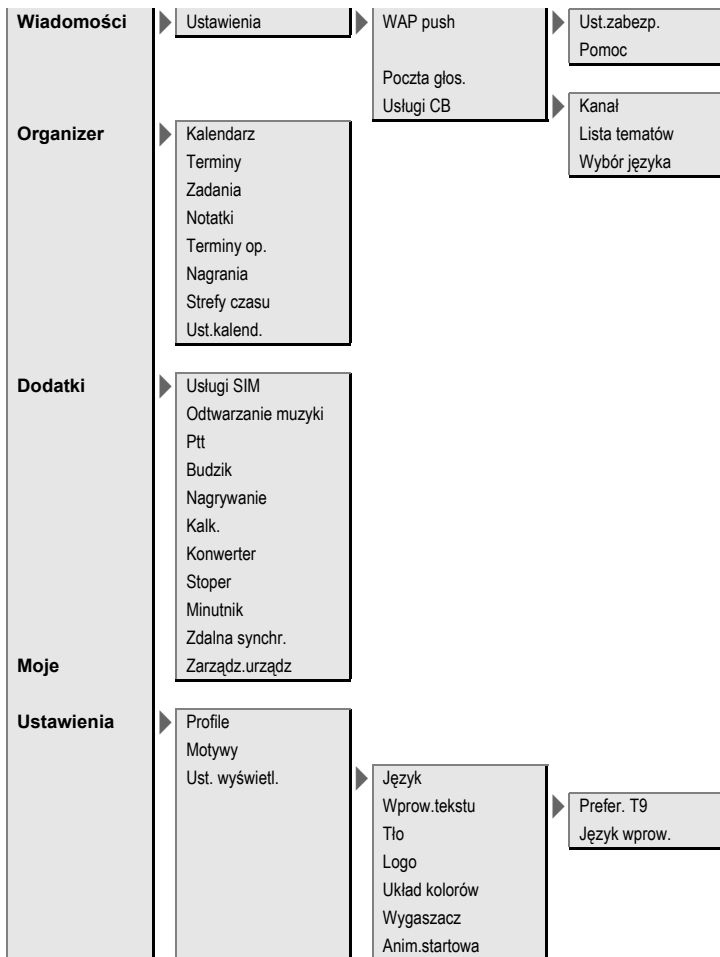 Wiadomości
Ustawienia
WAP push
Ust.zabezp.
Pomoc
Poczta głos.
Usługi CB
Kanał
Lista tematów
Wybór języka
Organizer
Kalendarz
Terminy
Zadania
Notatki
Terminy op.
Nagrania
Strefy czasu
Ust.kalend.
Dodatki
Usługi SIM
Odtwarzanie muzyki
Ptt
Budzik
Nagrywanie
Kalk.
Konwerter
Stoper
Minutnik
Zdalna synchr.
Zarządz.urządz
Moje
Ustawienia
Profile
Motywy
Ust. wyświetl.
Język
Wprow.tekstu
Prefer. T9
Język wprow.
Tło
Logo
Układ kolorów
Wygaszacz
Anim.startowa